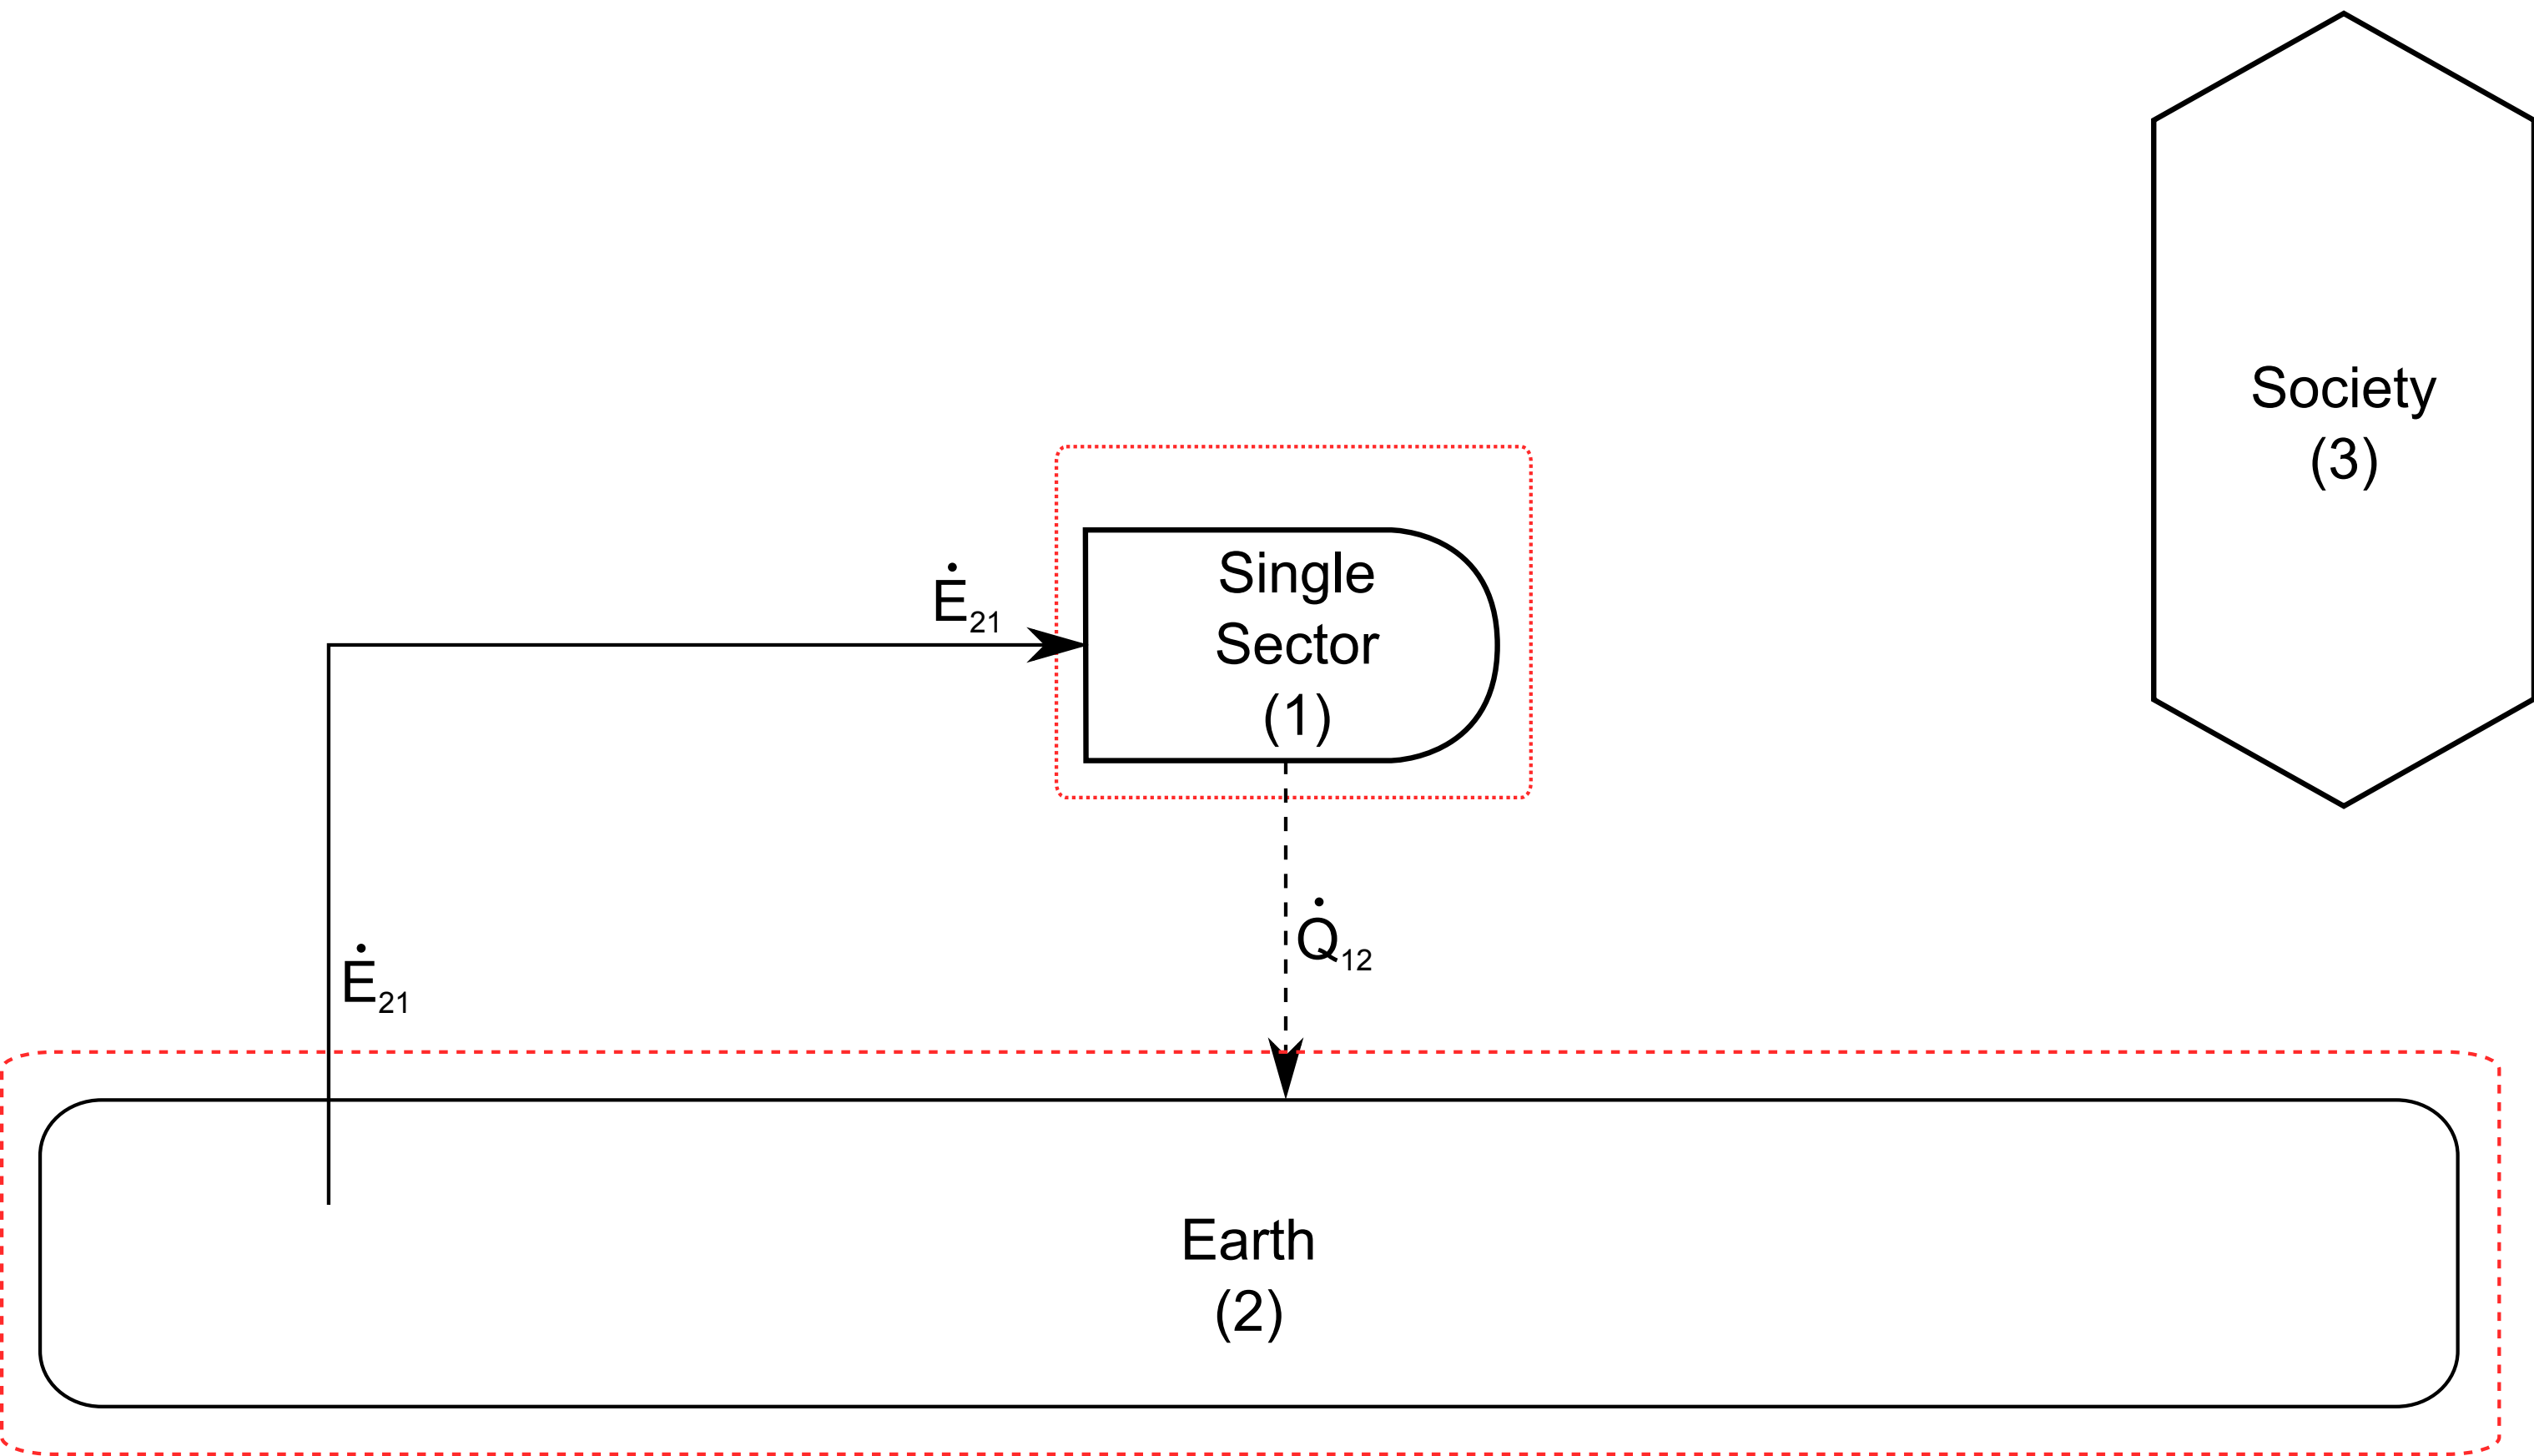 Society
(3)
Single
Sector
(1)
Ė₂₁
Q̇₁₂
Ė₂₁
Earth
(2)